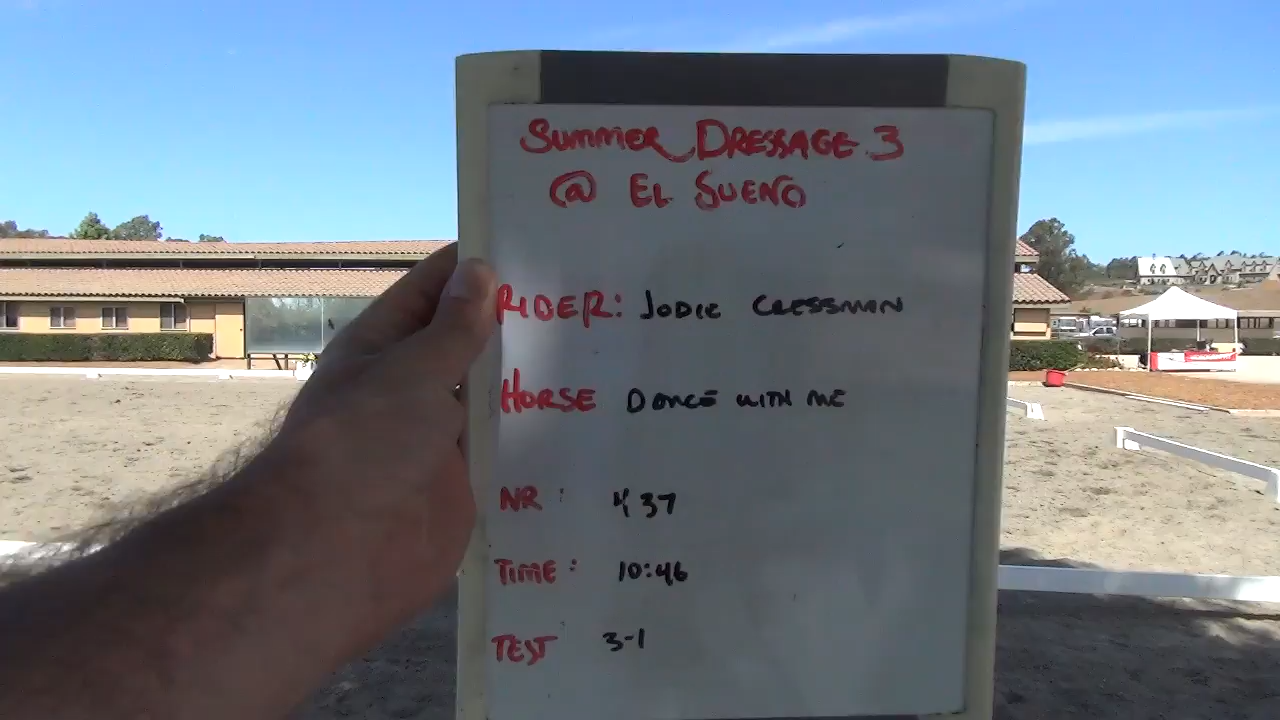 SUMMER DRESSAGE 3
@ EL SUENO
RIDER: JODIE CRESSMAN
HORSE DANCE WITH ME
NR: 437
TIME: 10:46
TEST 3-1